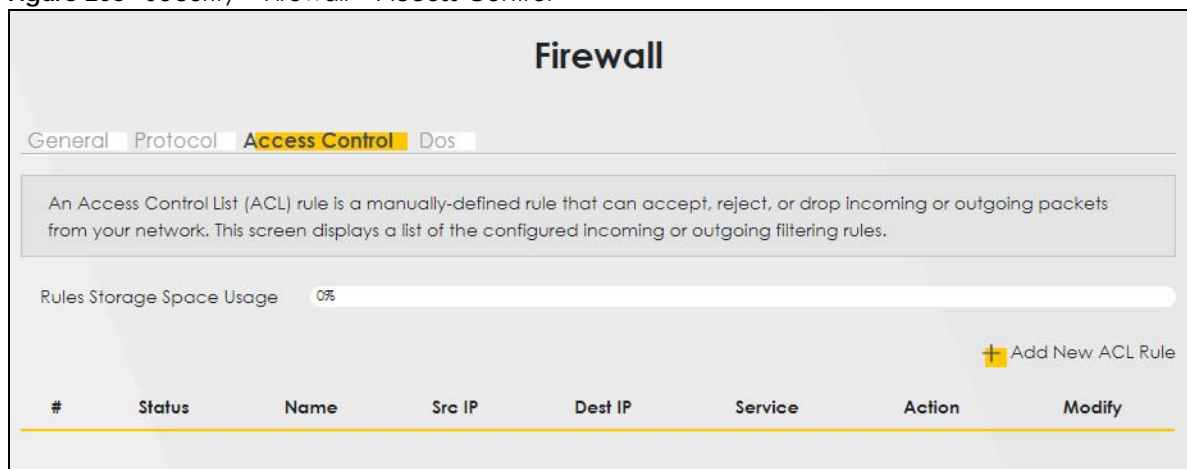 Firewall
General Protocol Access Control Dos
An Access Control List (ACL) rule is a manually-defined rule that can accept, reject, or drop incoming or outgoing packets
from your network. This screen displays a list of the configured incoming or outgoing filtering rules.
Rules Storage Space Usage 0%
+ Add New ACL Rule
# Status Name Src IP Dest IP Service Action Modify